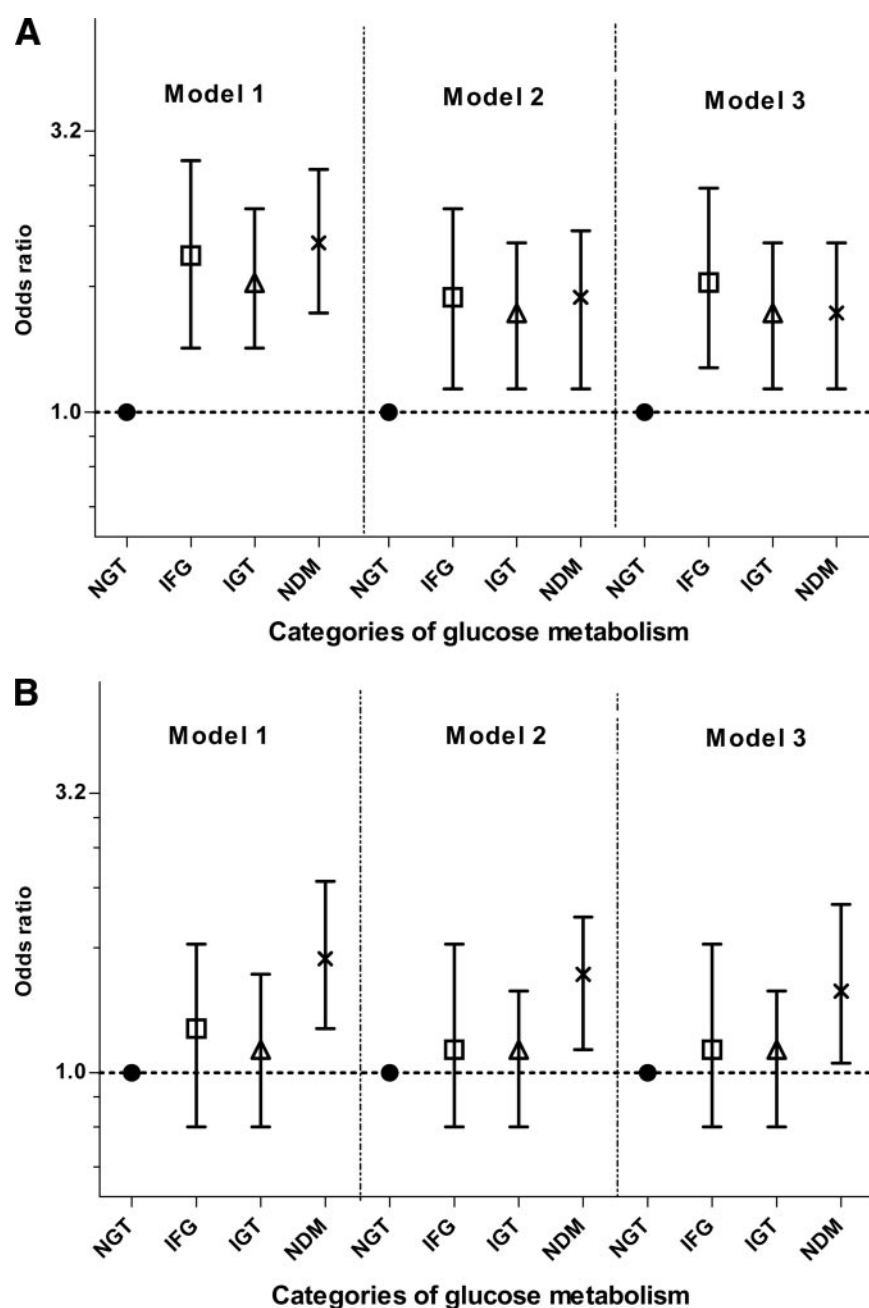 A
Model 1
Model 2
Model 3
3.2
1.0
Odds ratio
NGT IFG IGT NDM NGT IFG IGT NDM NGT IFG IGT NDM
Categories of glucose metabolism
B
Model 1
Model 2
Model 3
3.2
1.0
Odds ratio
NGT IFG IGT NDM NGT IFG IGT NDM NGT IFG IGT NDM
Categories of glucose metabolism